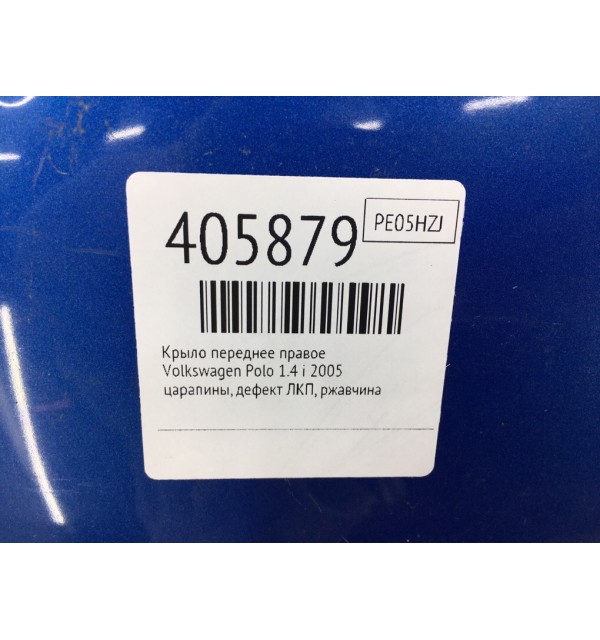 405879
PE05HZJ
Крыло переднее правое
Volkswagen Polo 1.4 i 2005
царапины, дефект ЛКП, ржавчина